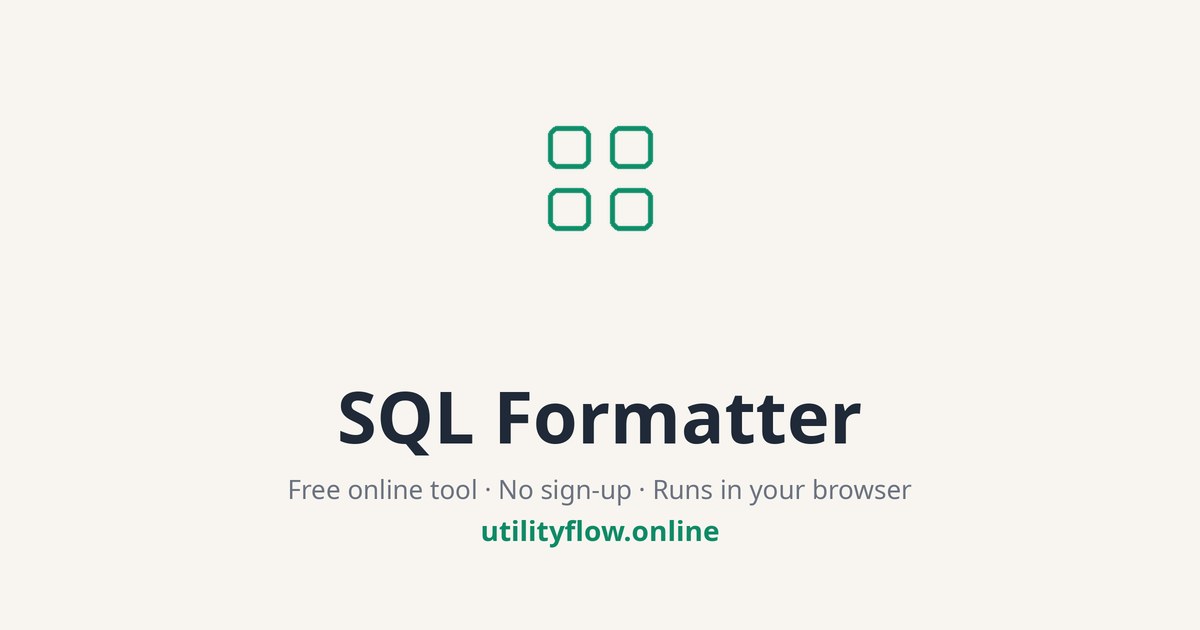 SQL Formatter
Free online tool · No sign-up · Runs in your browser
utilityflow.online